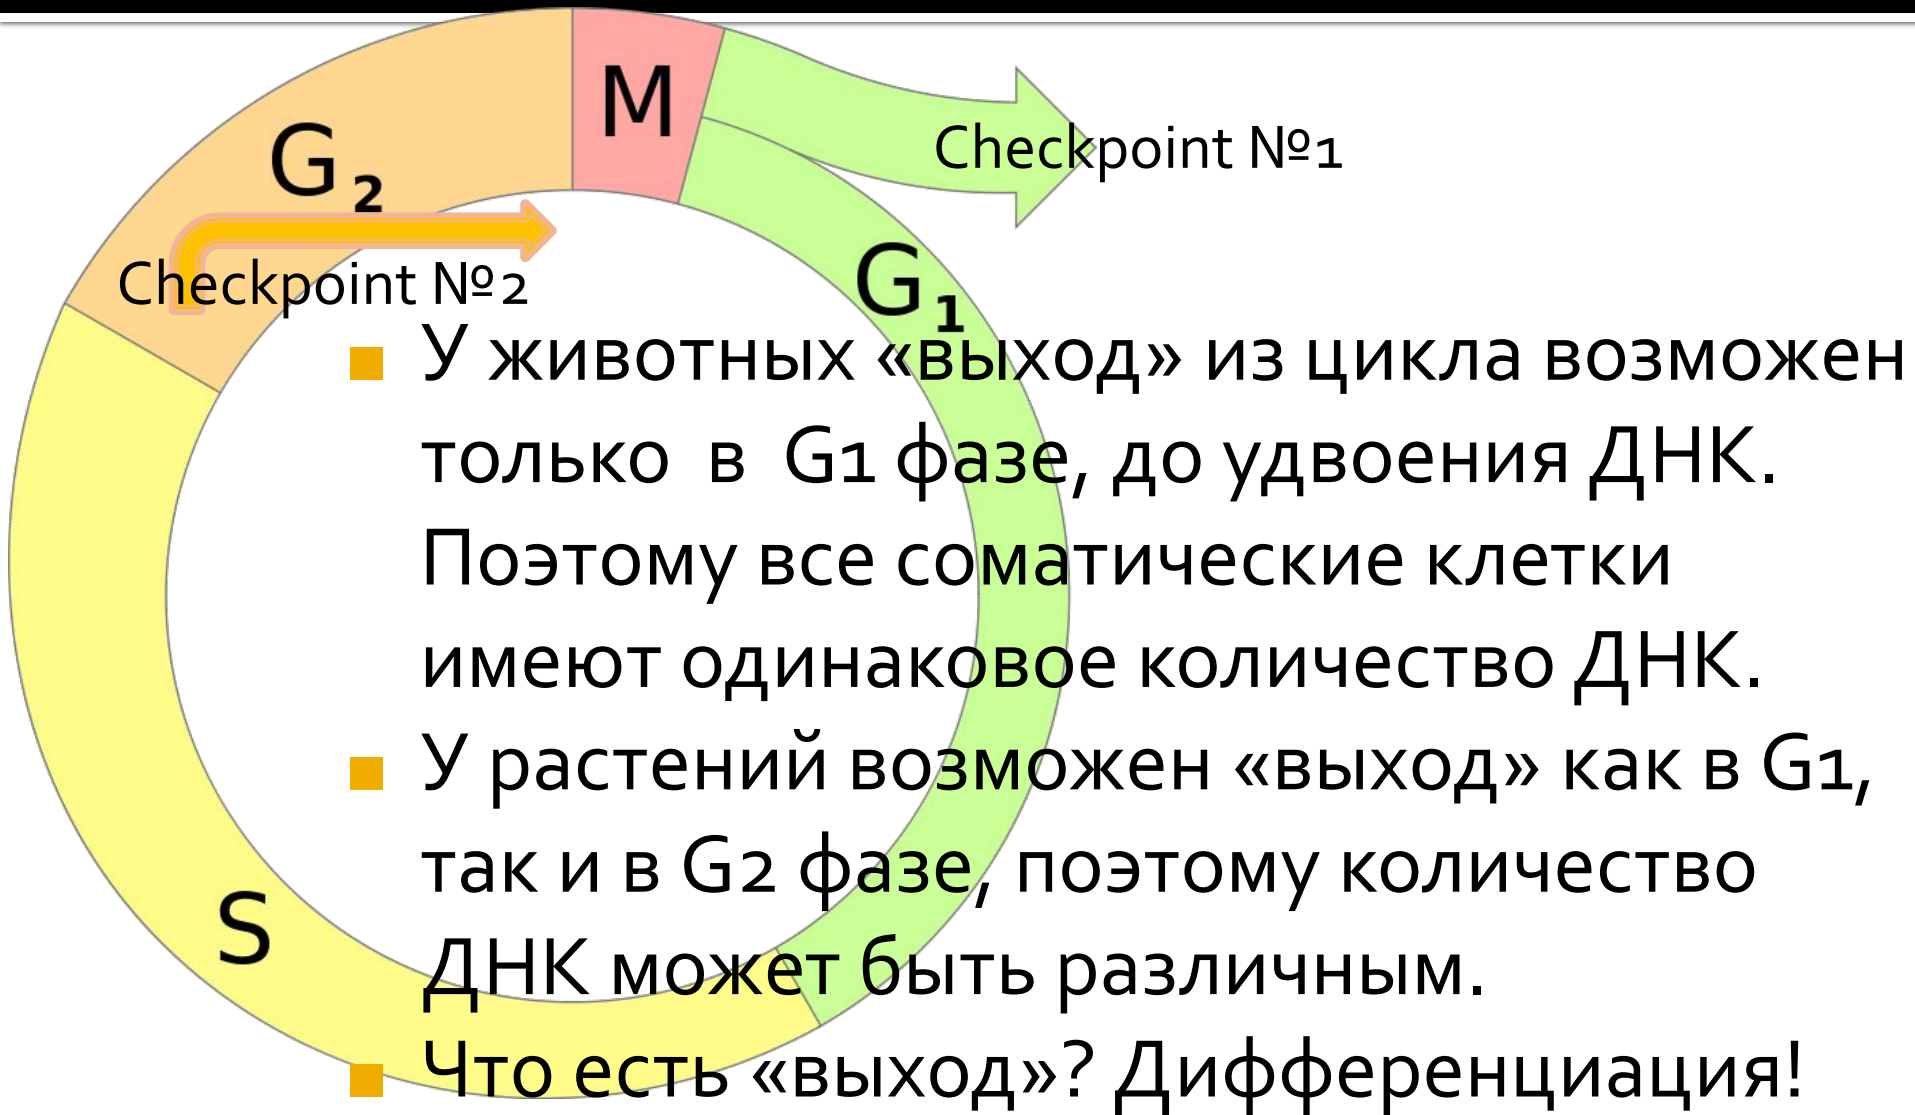 M
G₂
Checkpoint №1
G₁
Checkpoint №2
У животных «выход» из цикла возможен
только в G1 фазе, до удвоения ДНК.
Поэтому все соматические клетки
имеют одинаковое количество ДНК.
У растений возможен «выход» как в G1,
так и в G2 фазе, поэтому количество
S
ДНК может быть различным.
Что есть «выход»? Дифференциация!